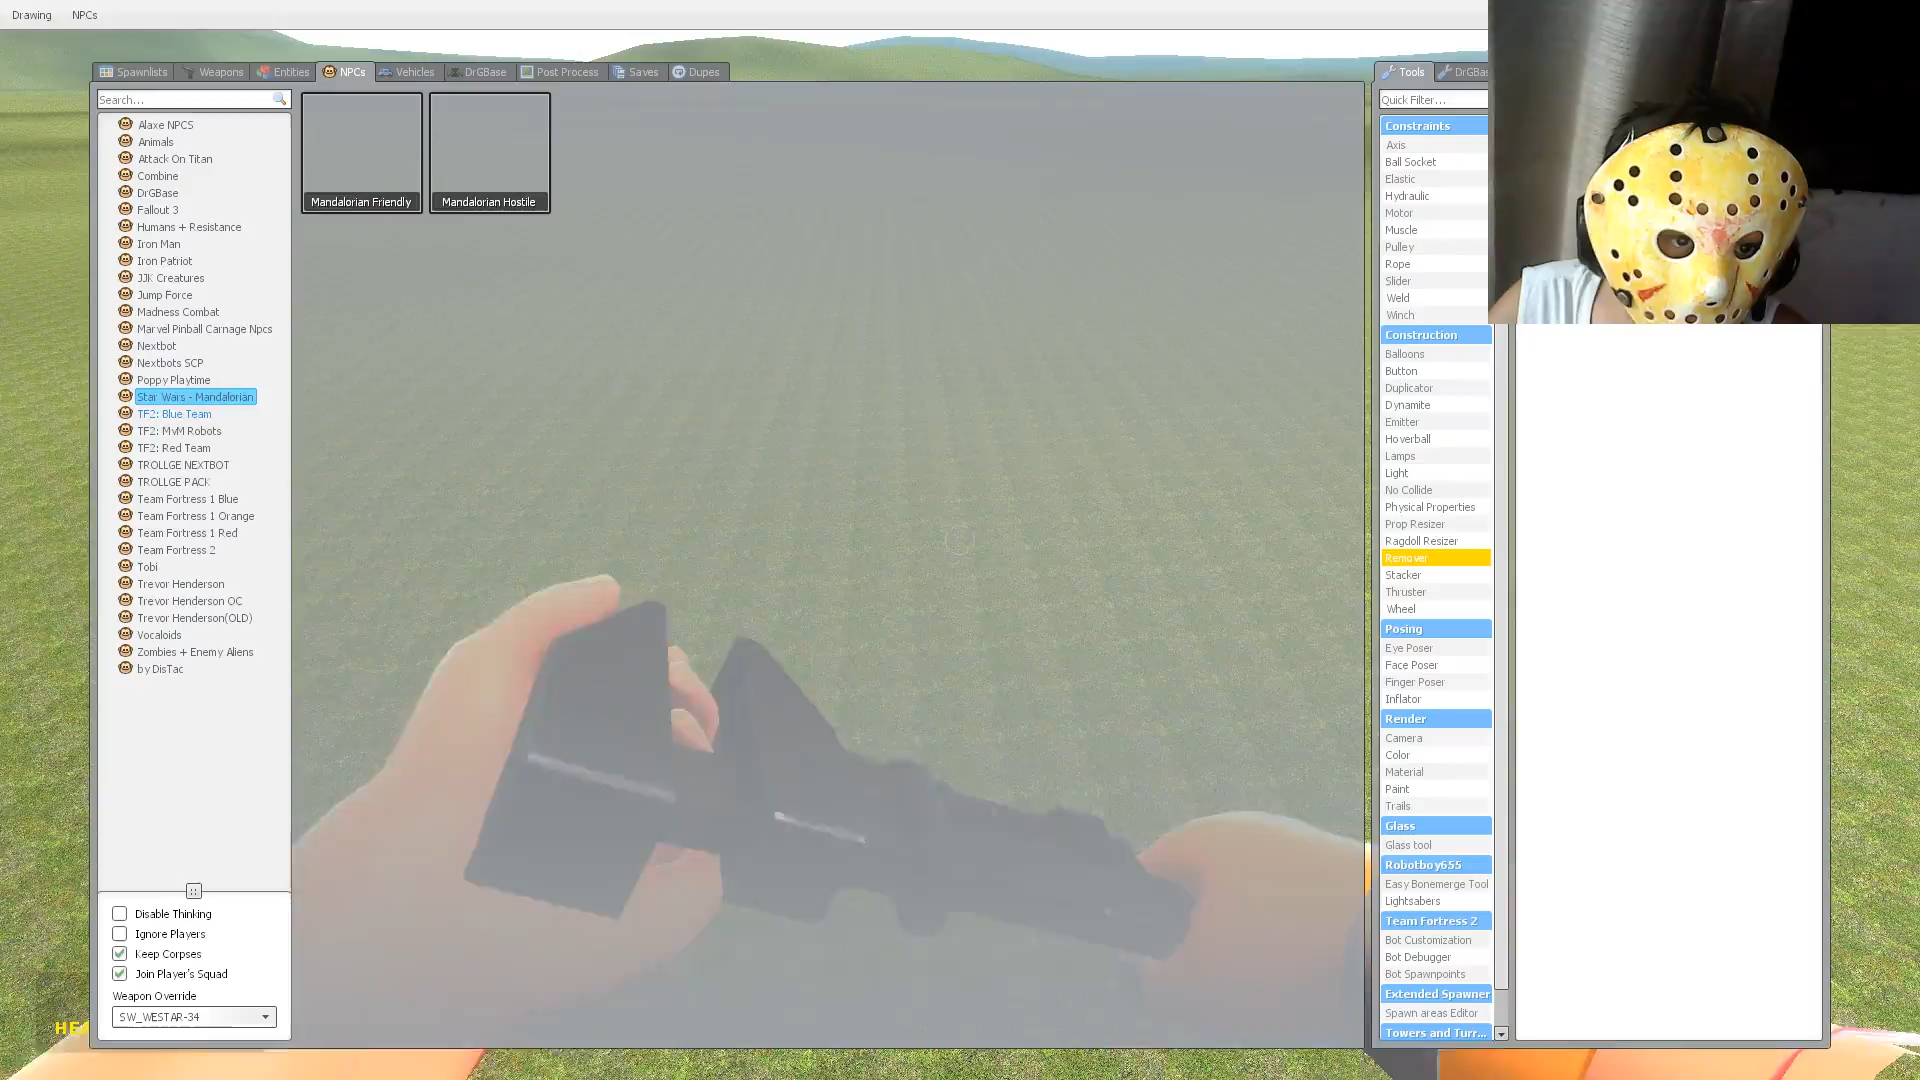 Drawing NPCs
Spawnlists Weapons Entities NPCs Vehicles DrGBase Post Process Saves Dupes
Tools
Search...
Quick Filter...
Alaxe NPCS
Animals
Attack On Titan
Combine
DrGBase
Fallout 3
Humans + Resistance
Iron Man
Iron Patriot
JJK Creatures
Jump Force
Madness Combat
Marvel Pinball Carnage Npcs
Nextbot
Nextbots SCP
Poppy Playtime
Star Wars - Mandalorian
TF2: Blue Team
TF2: MvM Robots
TF2: Red Team
TROLLGE NEXTBOT
TROLLGE PACK
Team Fortress 1 Blue
Team Fortress 1 Orange
Team Fortress 1 Red
Team Fortress 2
Tobi
Trevor Henderson
Trevor Henderson OC
Trevor Henderson(OLD)
Vocaloids
Zombies + Enemy Aliens
by DisTac
Disable Thinking
Ignore Players
Keep Corpses
Join Player's Squad
Weapon Override
SW_WESTAR-34
Mandalorian Friendly
Mandalorian Hostile
Constraints
Axis
Ball Socket
Elastic
Hydraulic
Motor
Muscle
Pulley
Rope
Slider
Weld
Winch
Construction
Balloons
Button
Duplicator
Dynamite
Emitter
Hoverball
Lamps
Light
No Collide
Physical Properties
Prop Resizer
Ragdoll Resizer
Remover
Stacker
Thruster
Wheel
Posing
Eye Poser
Face Poser
Finger Poser
Inflator
Render
Camera
Color
Material
Paint
Trails
Glass
Glass tool
Robotboy655
Easy Bonemerge Tool
Lightsabers
Team Fortress 2
Bot Customization
Bot Debugger
Bot Spawnpoints
Extended Spawner
Spawn areas Editor
Towers and Turr...